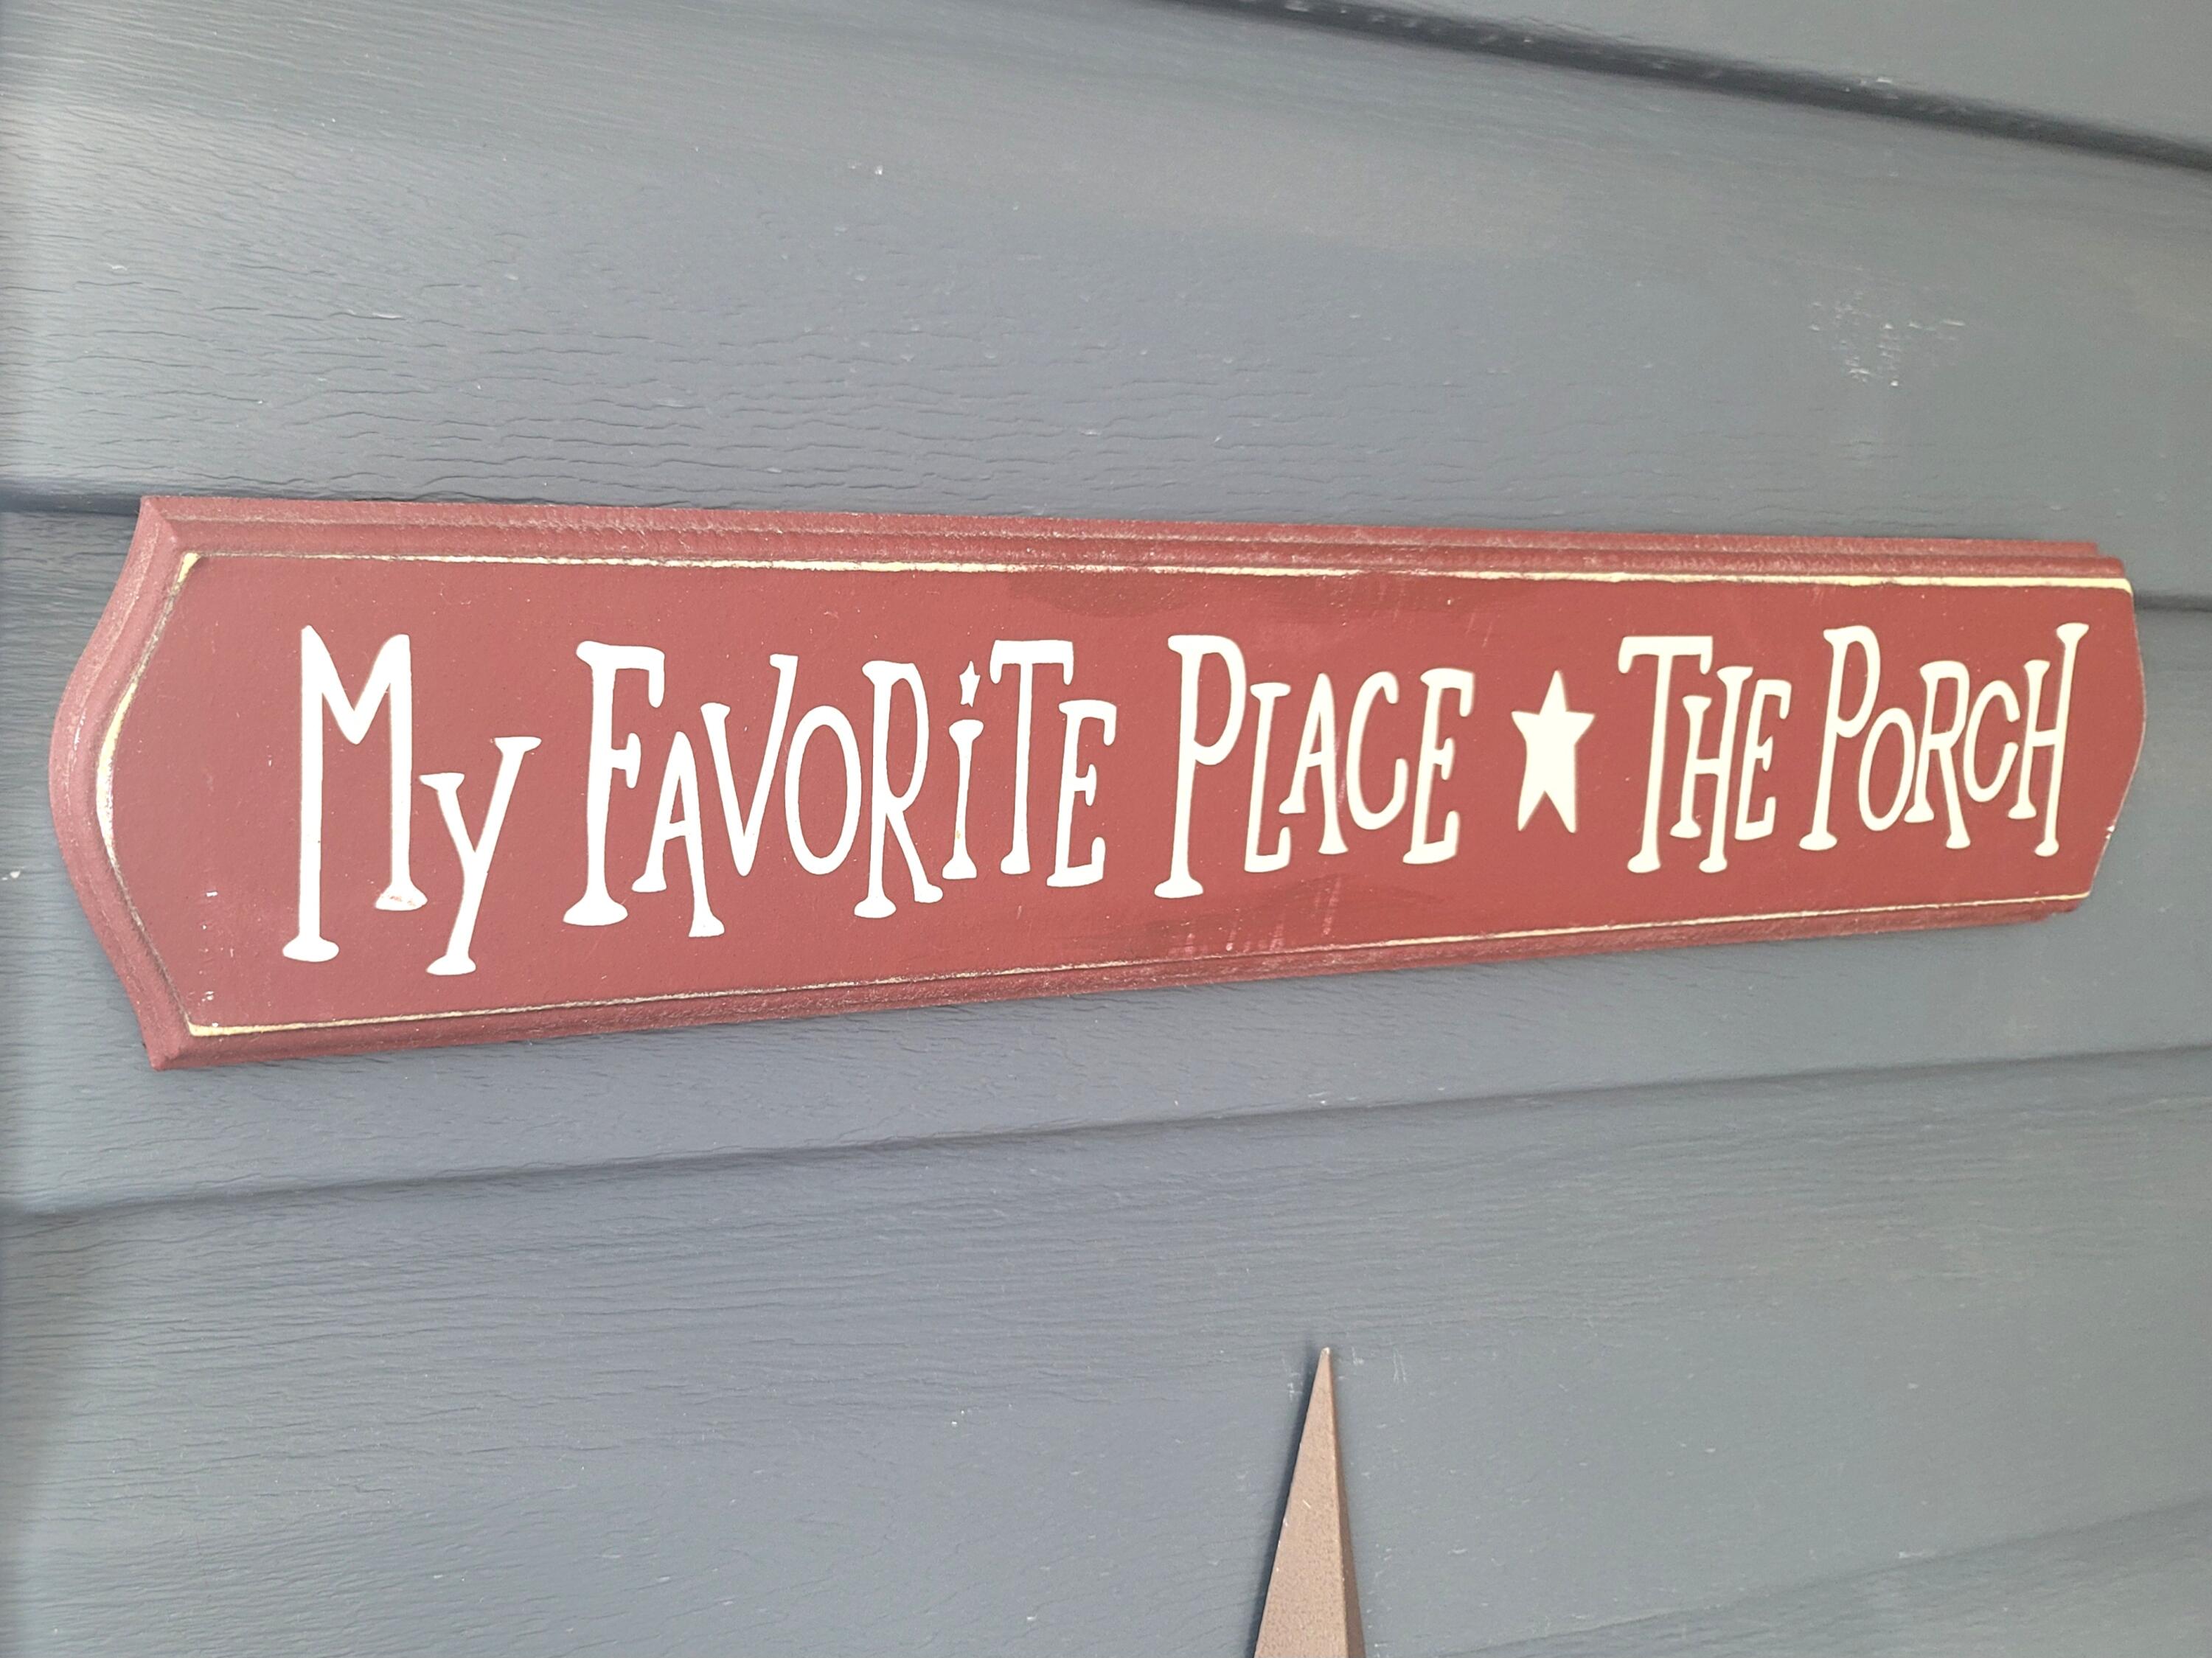 My FAVORiTE PLACE ★ THE PORCH